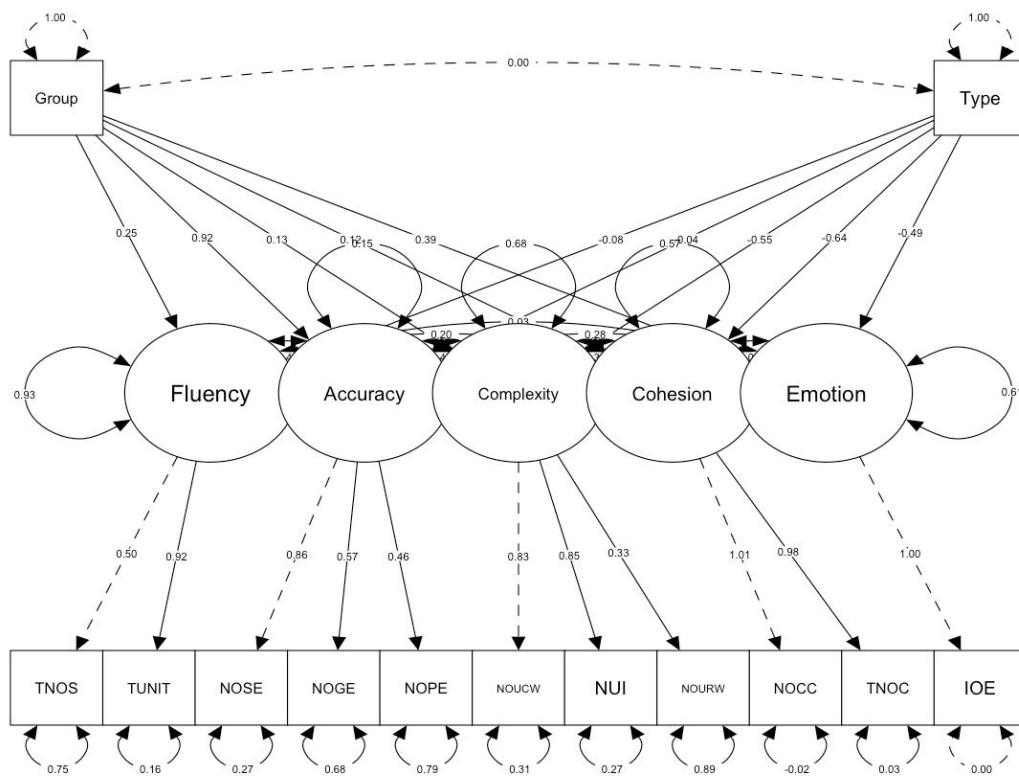 1.00 1.00
0.00
Group Type
0.25 0.92 0.13 0.12 0.15 0.39 0.68 -0.08 0.57 -0.04 -0.55 -0.64 -0.49
0.03
0.20 0.28
0.93 Fluency Accuracy Complexity Cohesion Emotion 0.61
0.50 0.92 0.86 0.57 0.46 0.83 0.85 0.33 1.01 0.98 1.00
TNOS TUNIT NOSE NOGE NOPE NOUCW NUI NOURW NOCC TNOC IOE
0.75 0.16 0.27 0.68 0.79 0.31 0.27 0.89 -0.02 0.03 0.00